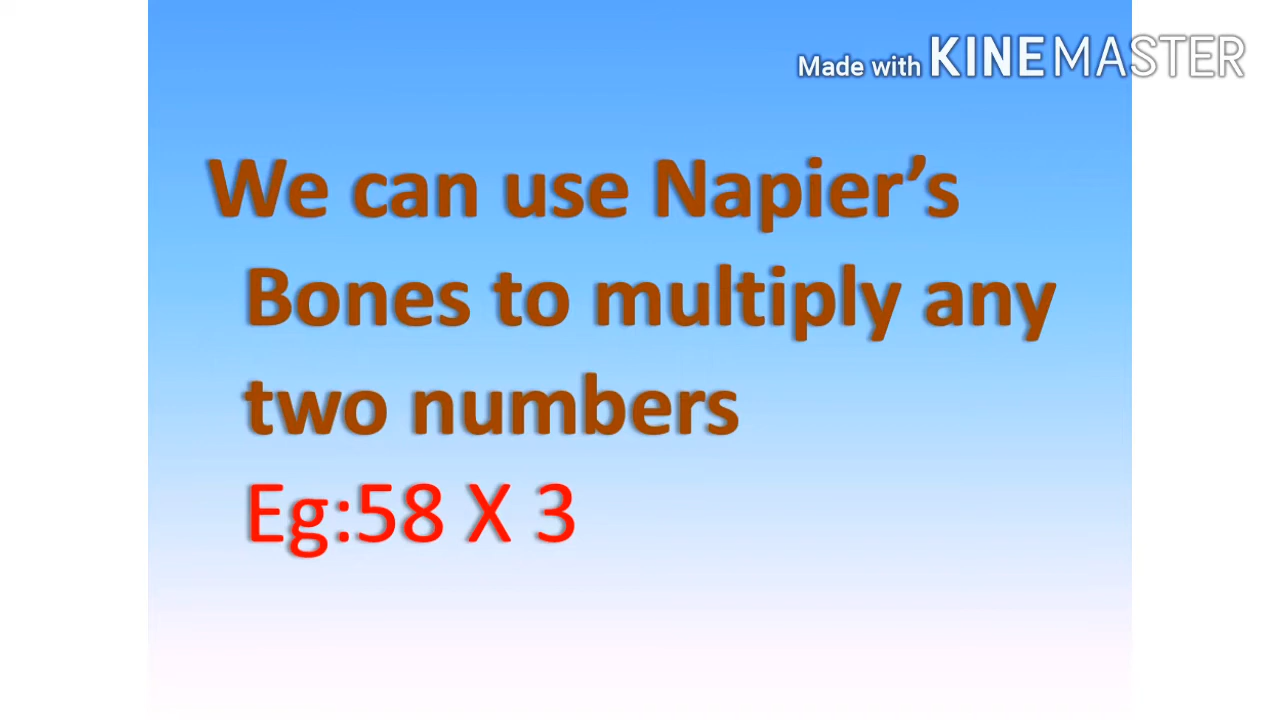 Made with KINEMASTER
We can use Napier’s
Bones to multiply any
two numbers
Eg:58 X 3